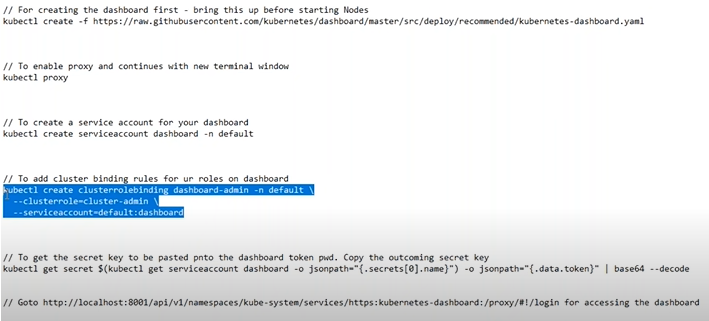 // For creating the dashboard first - bring this up before starting Nodes
kubectl create -f https://raw.githubusercontent.com/kubernetes/dashboard/master/src/deploy/recommended/kubernetes-dashboard.yaml
// To enable proxy and continues with new terminal window
kubectl proxy
// To create a service account for your dashboard
kubectl create serviceaccount dashboard -n default
// To add cluster binding rules for ur roles on dashboard
kubectl create clusterrolebinding dashboard-admin -n default \
--clusterrole=cluster-admin \
--serviceaccount=default:dashboard
// To get the secret key to be pasted pnto the dashboard token pwd. Copy the outcoming secret key
kubectl get secret $(kubectl get serviceaccount dashboard -o jsonpath="{.secrets[0].name}") -o jsonpath="{.data.token}" | base64 --decode
// Goto http://localhost:8001/api/v1/namespaces/kube-system/services/https:kubernetes-dashboard:/proxy/#!/login for accessing the dashboard